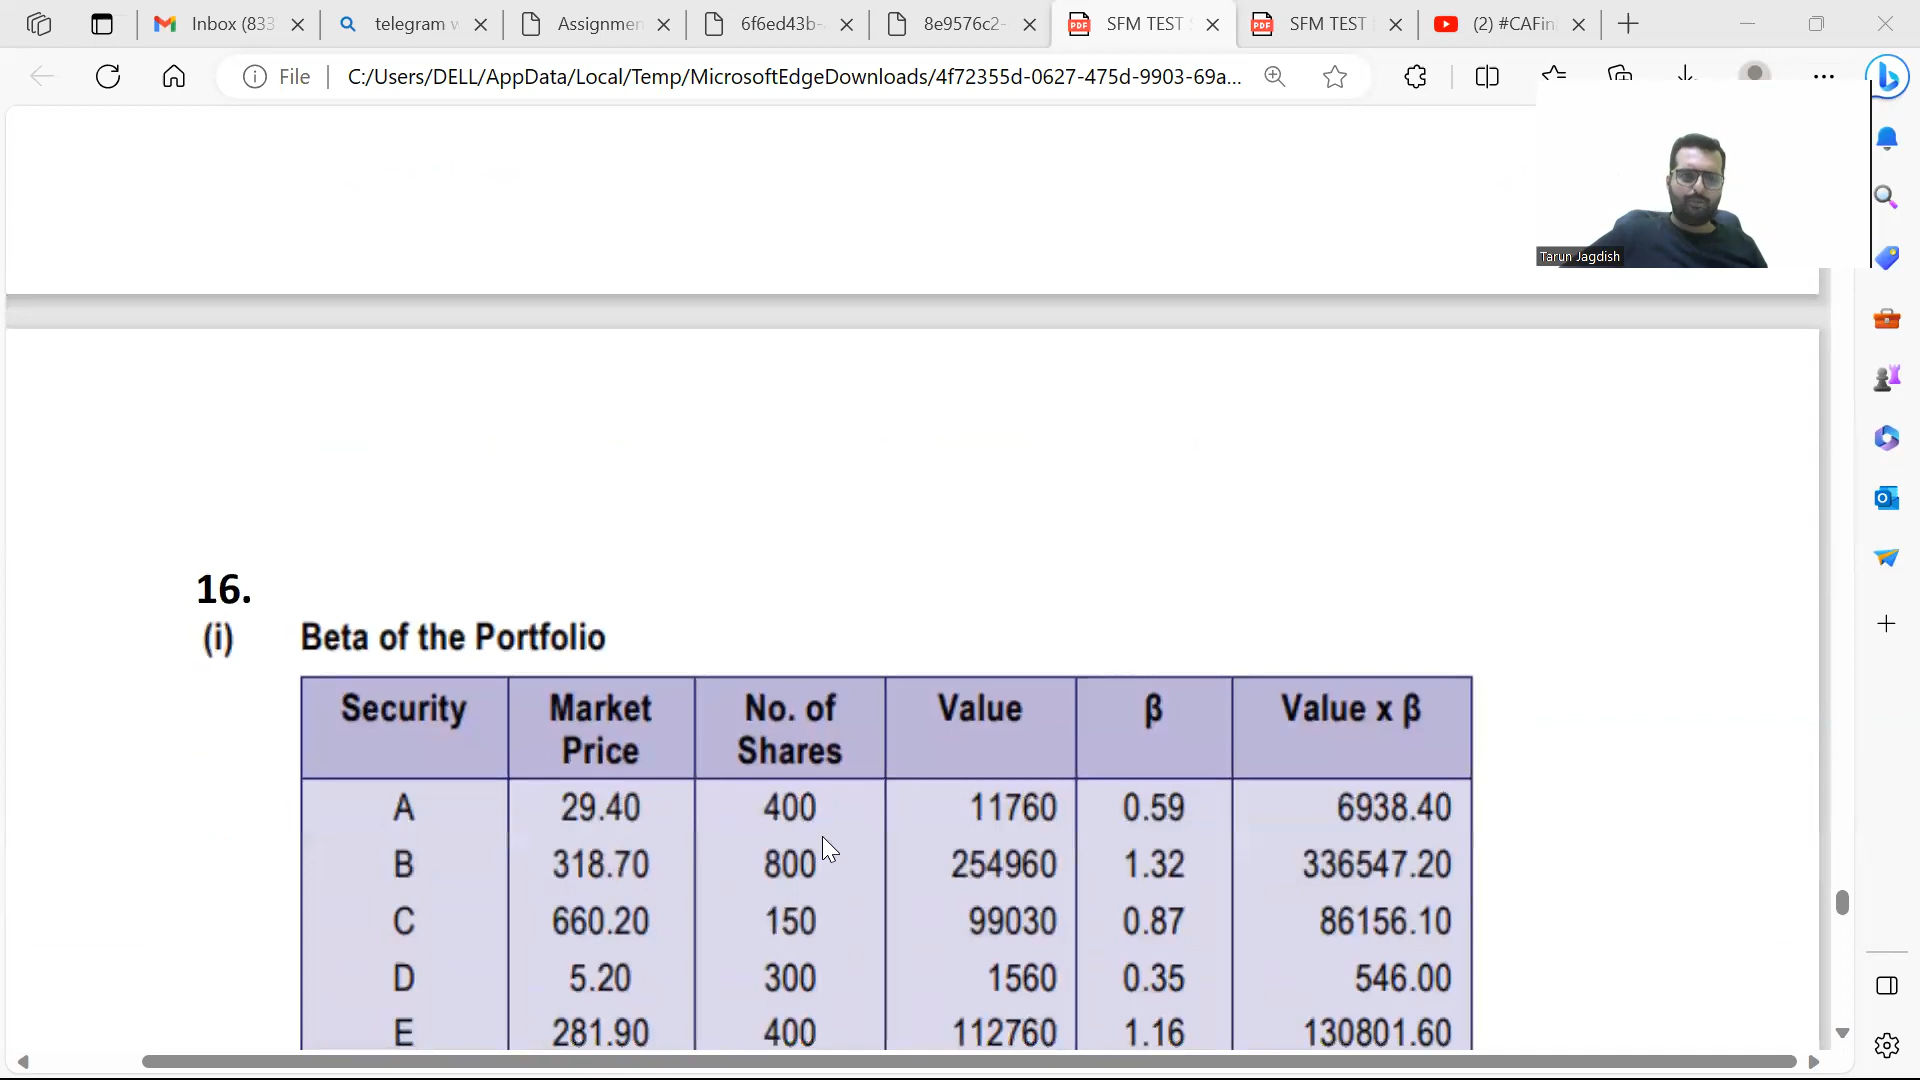 Inbox (833
telegram w
Assignmen
6f6ed43b-
8e9576c2-
SFM TEST S
SFM TEST
(2) #CAFin
File
C:/Users/DELL/AppData/Local/Temp/MicrosoftEdgeDownloads/4f72355d-0627-475d-9903-69a...
Tarun Jagdish
16.
(i) Beta of the Portfolio
Security Market Price No. of Shares Value β Value x β
A 29.40 400 11760 0.59 6938.40
B 318.70 800 254960 1.32 336547.20
C 660.20 150 99030 0.87 86156.10
D 5.20 300 1560 0.35 546.00
E 281.90 400 112760 1.16 130801.60